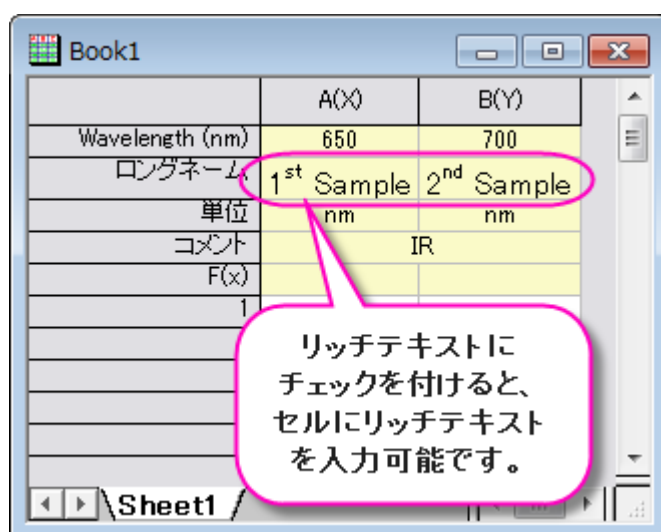 Book1
A(X) B(Y)
Wavelength (nm) 650 700
ロングネーム 1st Sample 2nd Sample
単位 nm nm
コメント IR
F(x)
1
リッチテキストに
チェックを付けると、
セルにリッチテキスト
を入力可能です。
Sheet1